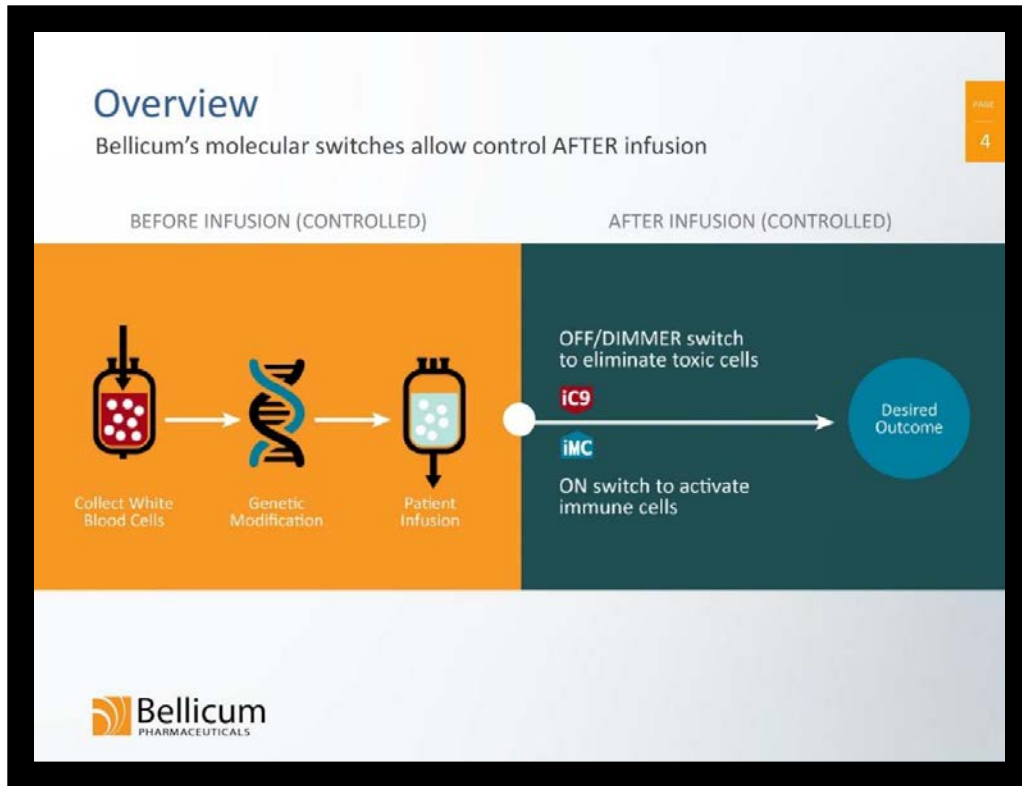 Overview
Bellicum's molecular switches allow control AFTER infusion
PAGE
4
BEFORE INFUSION (CONTROLLED)
AFTER INFUSION (CONTROLLED)
Collect White
Blood Cells
Genetic
Modification
Patient
Infusion
OFF/DIMMER switch
to eliminate toxic cells
iC9
iMC
ON switch to activate
immune cells
Desired
Outcome
Bellicum
PHARMACEUTICALS